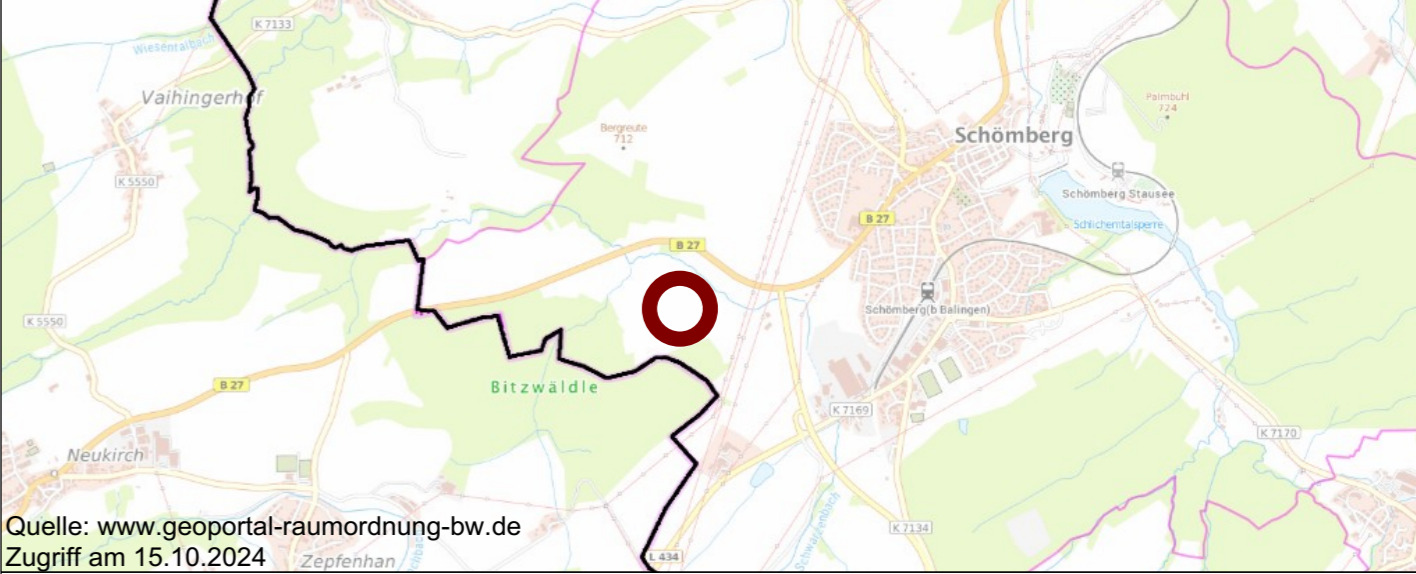 K 7133
Wiesentalbach
Vaihingerhof
Palmbühl
724
Bergreute
712
Schömberg
K 5550
Schömberg Stausee
B 27
Schlichemtalsperre
B 27
Schömberg(b Balingen)
K 5550
B 27
Bitzwäldle
K 7169
K 7170
Neukirch
Schwarzenbach
K 7134
Quelle: www.geoportal-raumordnung-bw.de
Zugriff am 15.10.2024
Zepfenhan
L 434